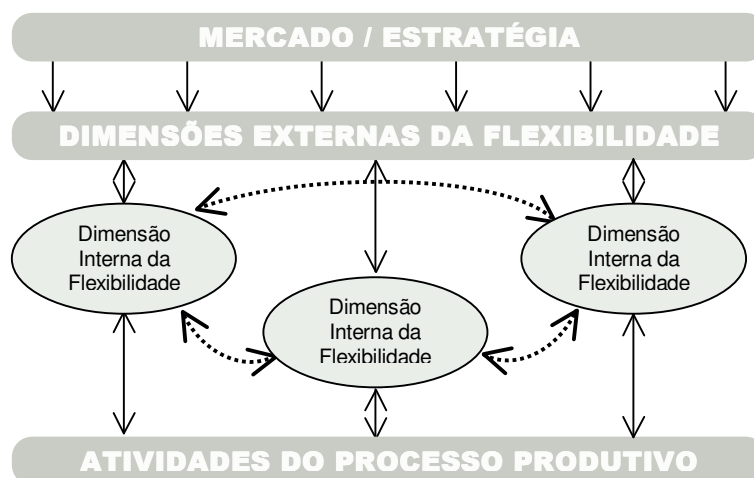 MERCADO / ESTRATÉGIA
DIMENSÕES EXTERNAS DA FLEXIBILIDADE
Dimensão
Interna da
Flexibilidade
Dimensão
Interna da
Flexibilidade
Dimensão
Interna da
Flexibilidade
ATIVIDADES DO PROCESSO PRODUTIVO